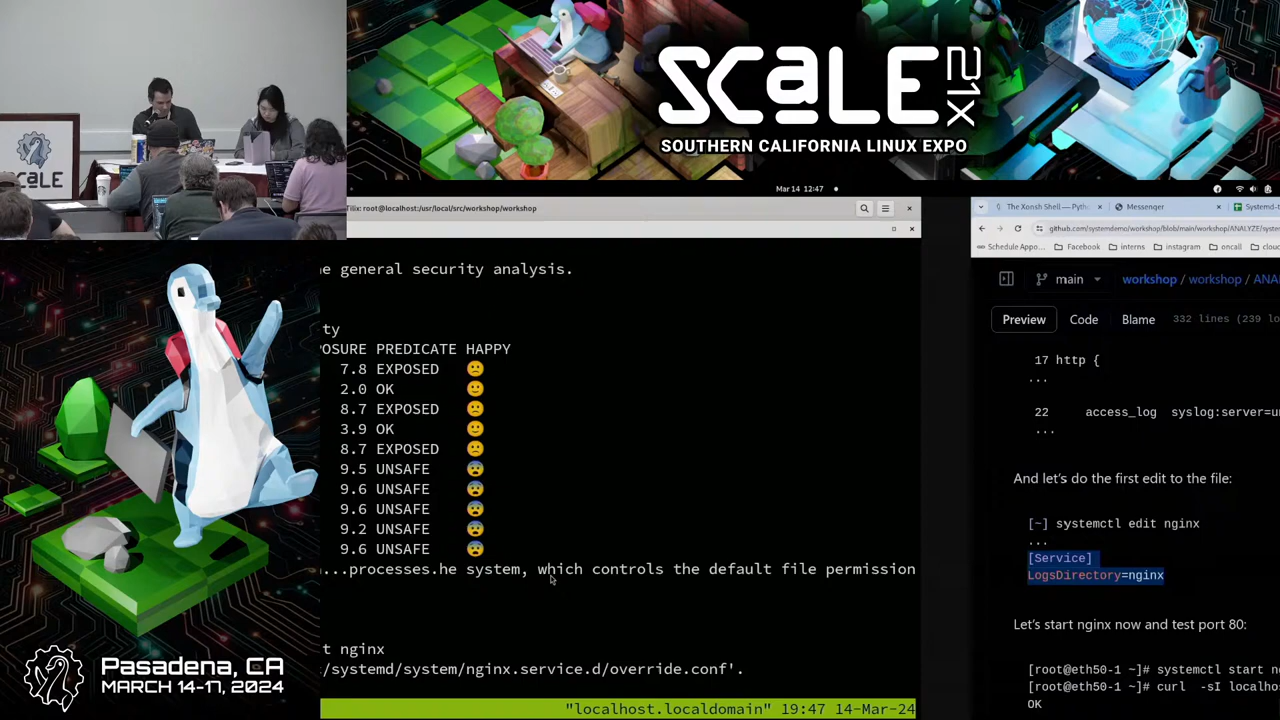 SCALE 21X
SOUTHERN CALIFORNIA LINUX EXPO
SCALE
Mar 14 12:47
Tilix: root@localhost:/usr/local/src/workshop/workshop
e general security analysis.
ty
POSURE PREDICATE HAPPY
7.8 EXPOSED 🙁
2.0 OK 🙂
8.7 EXPOSED 🙁
3.9 OK 🙂
8.7 EXPOSED 🙁
9.5 UNSAFE 😨
9.6 UNSAFE 😨
9.6 UNSAFE 😨
9.2 UNSAFE 😨
9.6 UNSAFE 😨
...processes.he system, which controls the default file permission
t nginx
/systemd/system/nginx.service.d/override.conf'.
"localhost.localdomain" 19:47 14-Mar-24
The Xonsh Shell — Pyth
Messenger
Systemd-t
github.com/systemdemo/workshop/blob/main/workshop/ANALYZE/system
Schedule Appo...
Facebook
interns
instagram
oncall
cloud
main
workshop / workshop / ANA
Preview
Code
Blame
332 lines (239 lo
17 http {
...
22 access_log syslog:server=un
...
And let's do the first edit to the file:
[~] systemctl edit nginx
...
[Service]
LogsDirectory=nginx
Let's start nginx now and test port 80:
[root@eth50-1 ~]# systemctl start n
[root@eth50-1 ~]# curl -sI localho
OK
Pasadena, CA
MARCH 14-17, 2024